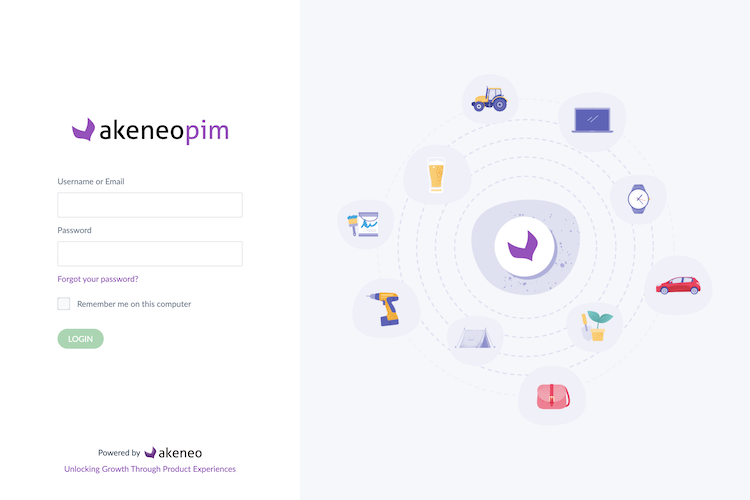 akeneopim
Username or Email
Password
Forgot your password?
Remember me on this computer
LOGIN
Powered by akeneo
Unlocking Growth Through Product Experiences